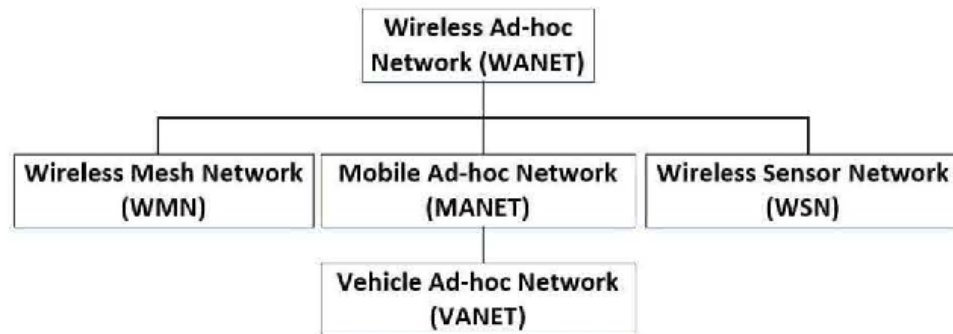 Wireless Ad-hoc
Network (WANET)
Wireless Mesh Network
(WMN)
Mobile Ad-hoc Network
(MANET)
Wireless Sensor Network
(WSN)
Vehicle Ad-hoc Network
(VANET)